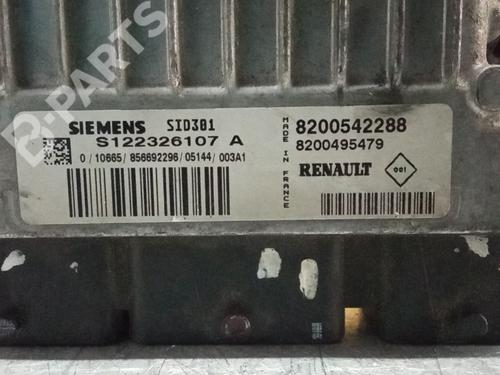 B-PARTS
SIEMENS SID301
S122326107 A
0 / 10665 / 856692296 / 05144 / 003A1
MADE IN FRANCE
8200542288
8200495479
RENAULT
001